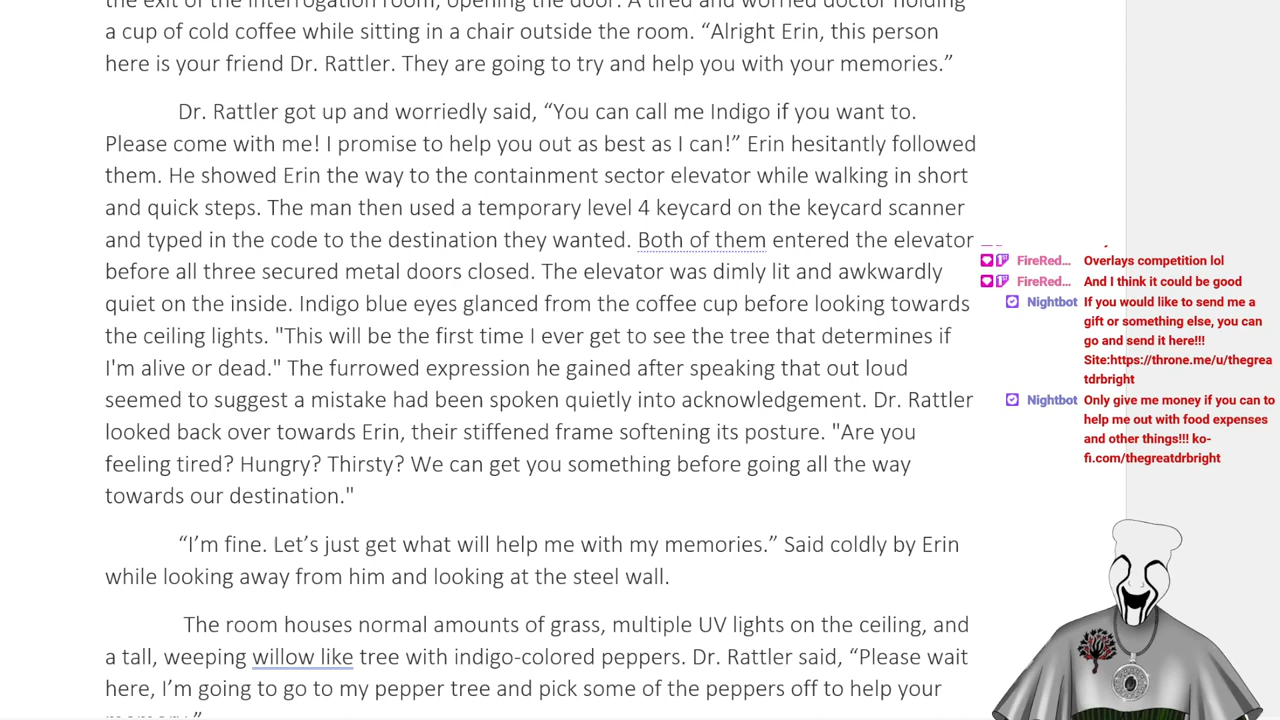 the exit of the interrogation room, opening the door. A tired and worried doctor holding
a cup of cold coffee while sitting in a chair outside the room. “Alright Erin, this person
here is your friend Dr. Rattler. They are going to try and help you with your memories.”
Dr. Rattler got up and worriedly said, “You can call me Indigo if you want to.
Please come with me! I promise to help you out as best as I can!” Erin hesitantly followed
them. He showed Erin the way to the containment sector elevator while walking in short
and quick steps. The man then used a temporary level 4 keycard on the keycard scanner
and typed in the code to the destination they wanted. Both of them entered the elevator
before all three secured metal doors closed. The elevator was dimly lit and awkwardly
quiet on the inside. Indigo blue eyes glanced from the coffee cup before looking towards
the ceiling lights. "This will be the first time I ever get to see the tree that determines if
I'm alive or dead." The furrowed expression he gained after speaking that out loud
seemed to suggest a mistake had been spoken quietly into acknowledgement. Dr. Rattler
looked back over towards Erin, their stiffened frame softening its posture. "Are you
feeling tired? Hungry? Thirsty? We can get you something before going all the way
towards our destination."
“I’m fine. Let’s just get what will help me with my memories.” Said coldly by Erin
while looking away from him and looking at the steel wall.
The room houses normal amounts of grass, multiple UV lights on the ceiling, and
a tall, weeping willow like tree with indigo-colored peppers. Dr. Rattler said, “Please wait
here, I’m going to go to my pepper tree and pick some of the peppers off to help your
FireRed... Overlays competition lol
FireRed... And I think it could be good
Nightbot If you would like to send me a
gift or something else, you can
go and send it here!!!
Site:https://throne.me/u/thegrea
tdrbright
Nightbot Only give me money if you can to
help me out with food expenses
and other things!!! ko-
fi.com/thegreatdrbright